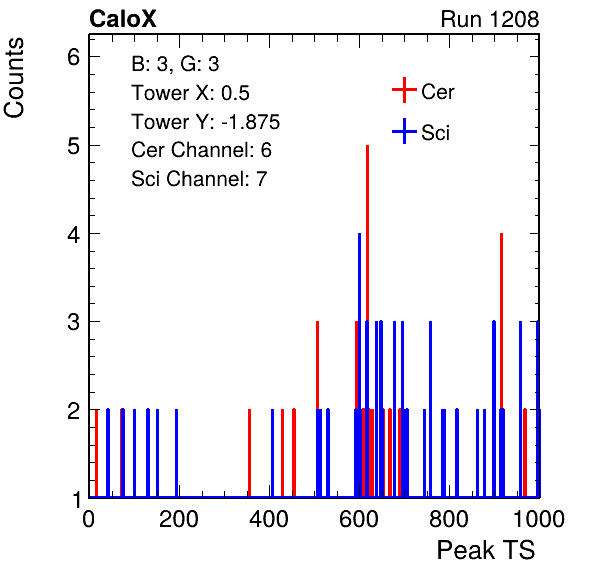 CaloX Run 1208
Counts
B: 3, G: 3
Tower X: 0.5
Tower Y: -1.875
Cer Channel: 6
Sci Channel: 7
Cer
Sci
6
5
4
3
2
1
0 200 400 600 800 1000
Peak TS